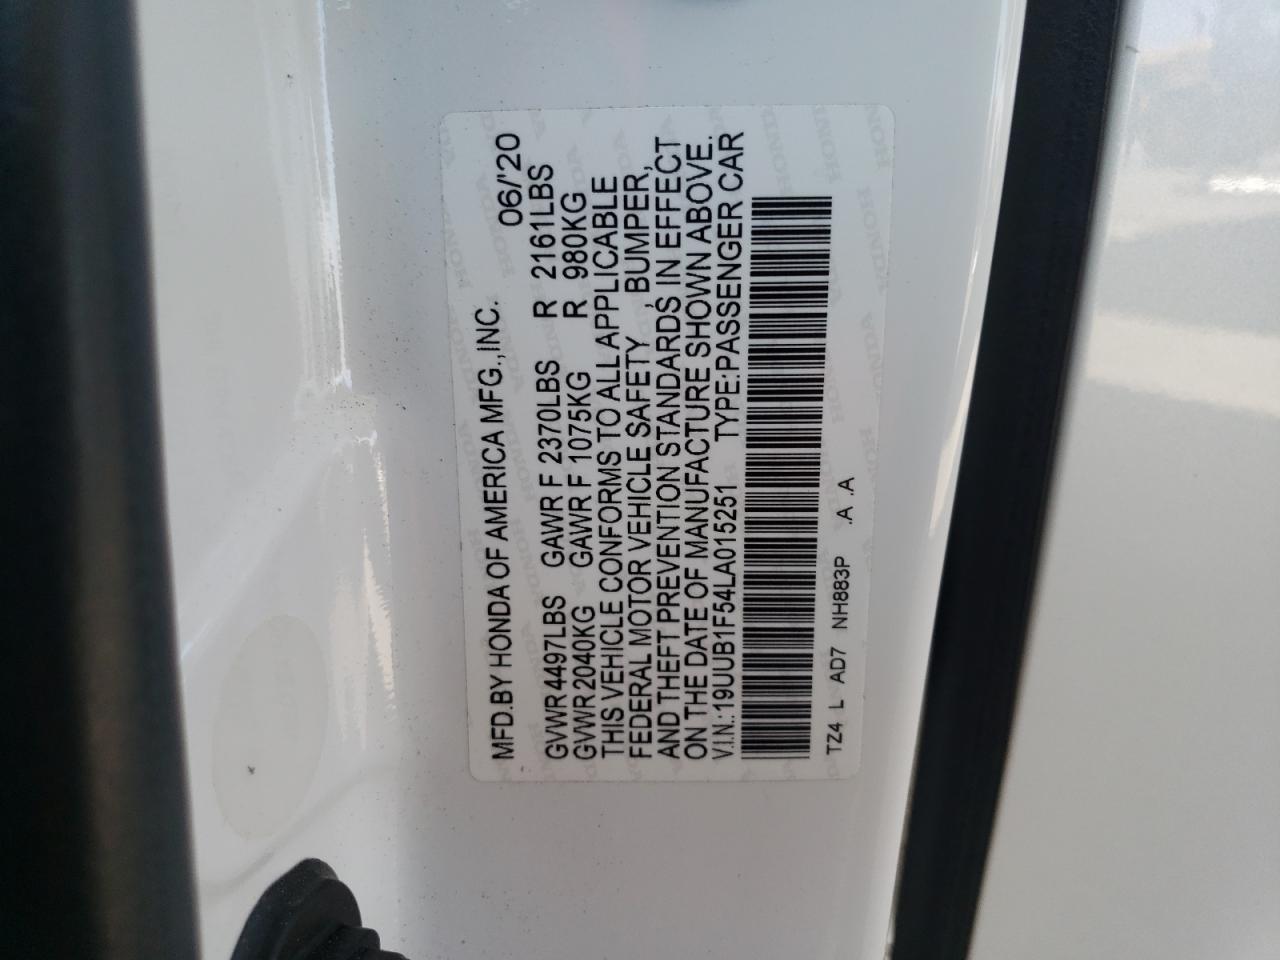 MFD.BY HONDA OF AMERICA MFG.,INC. 06/'20
GVWR 4497LBS GAWR F 2370LBS R 2161LBS
GVWR 2040KG GAWR F 1075KG R 980KG
THIS VEHICLE CONFORMS TO ALL APPLICABLE
FEDERAL MOTOR VEHICLE SAFETY, BUMPER,
AND THEFT PREVENTION STANDARDS IN EFFECT
ON THE DATE OF MANUFACTURE SHOWN ABOVE.
V.I.N.:19UUB1F54LA015251 TYPE:PASSENGER CAR
TZ4 L AD7 NH883P .A .A